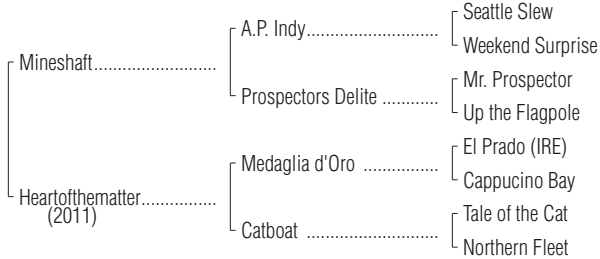 Seattle Slew
A.P. Indy............................
Weekend Surprise
Mineshaft..........................
Mr. Prospector
Prospectors Delite ............
Up the Flagpole
El Prado (IRE)
Medaglia d'Oro ................
Cappucino Bay
Heartofthematter................
(2011)
Tale of the Cat
Catboat ............................
Northern Fleet